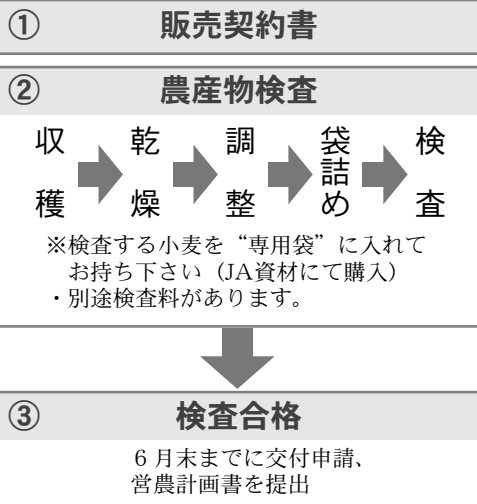 ① 販売契約書
② 農産物検査
収穫 乾燥 調整 袋詰め 検査
※検査する小麦を“専用袋”に入れて
お持ち下さい（JA資材にて購入）
・別途検査料があります。
③ 検査合格
６月末までに交付申請、
営農計画書を提出